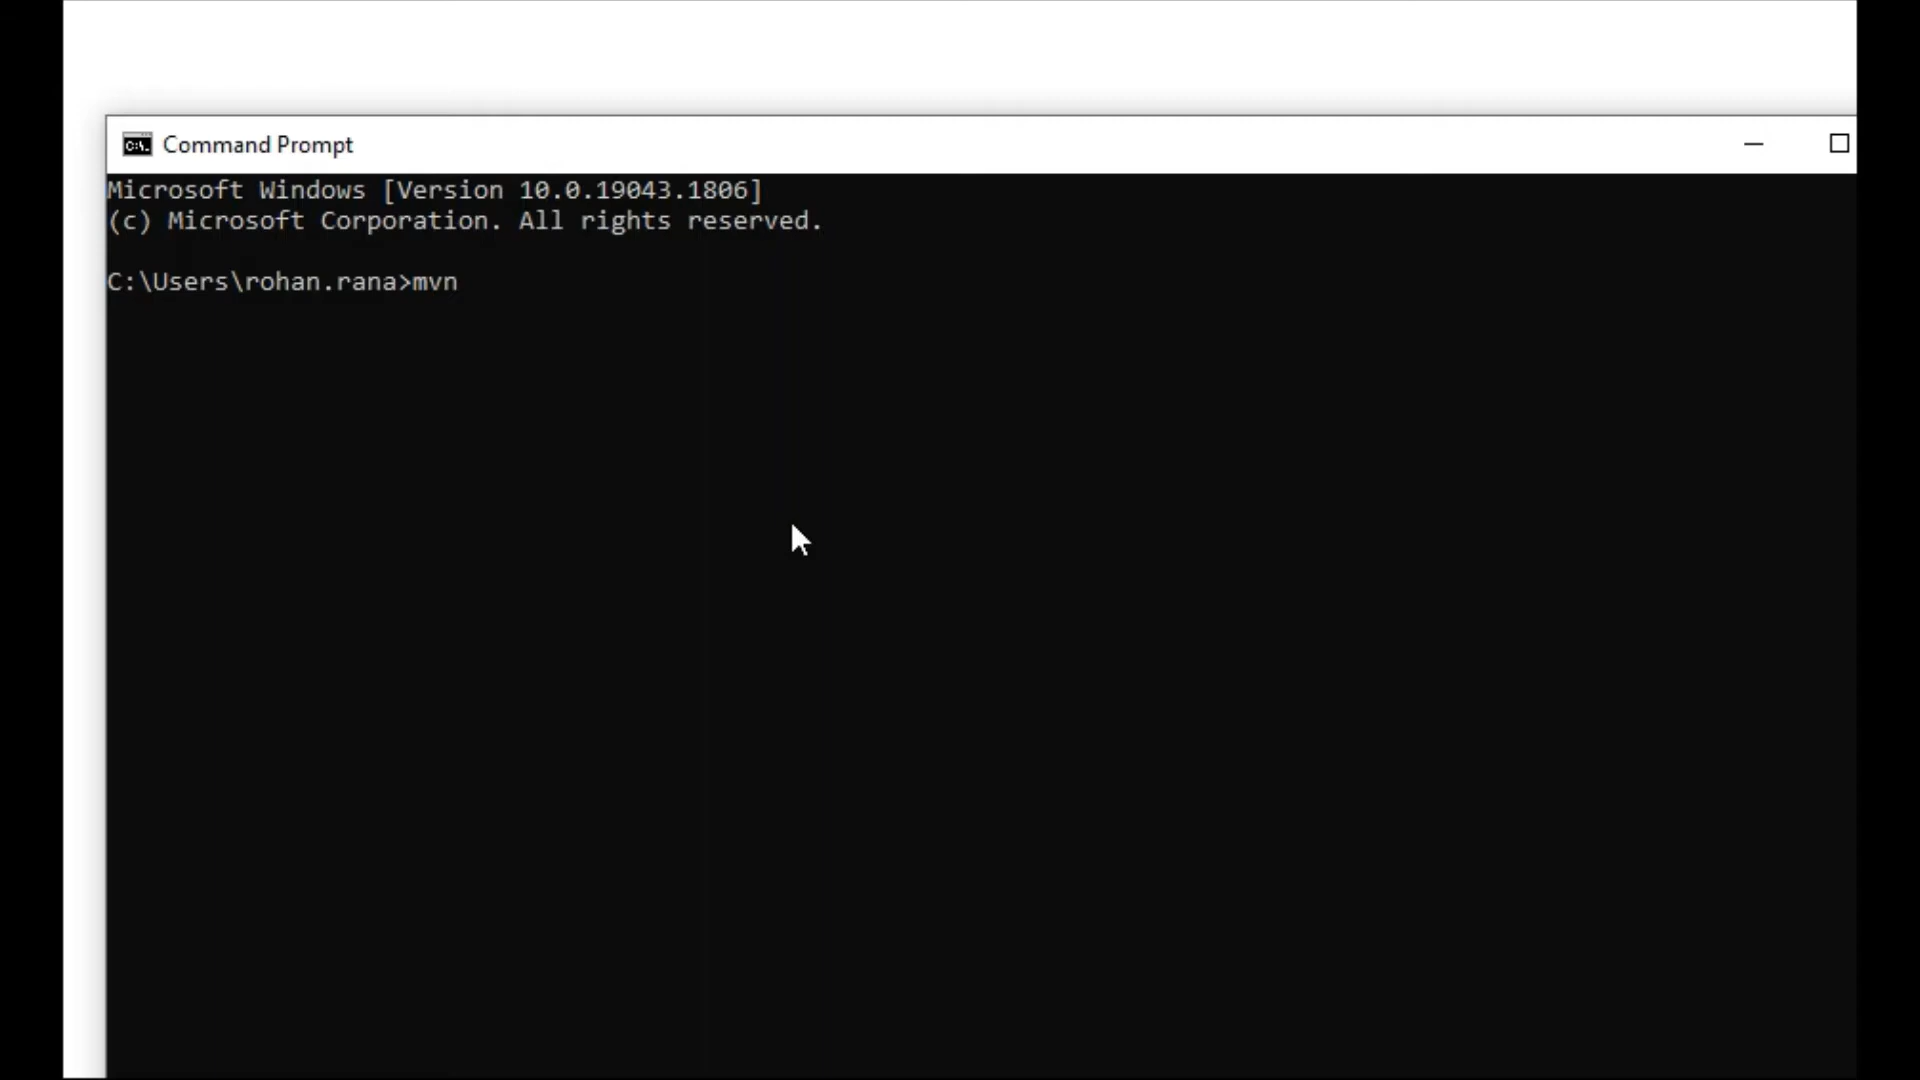 Command Prompt
Microsoft Windows [Version 10.0.19043.1806]
(c) Microsoft Corporation. All rights reserved.
C:\Users\rohan.rana>mvn